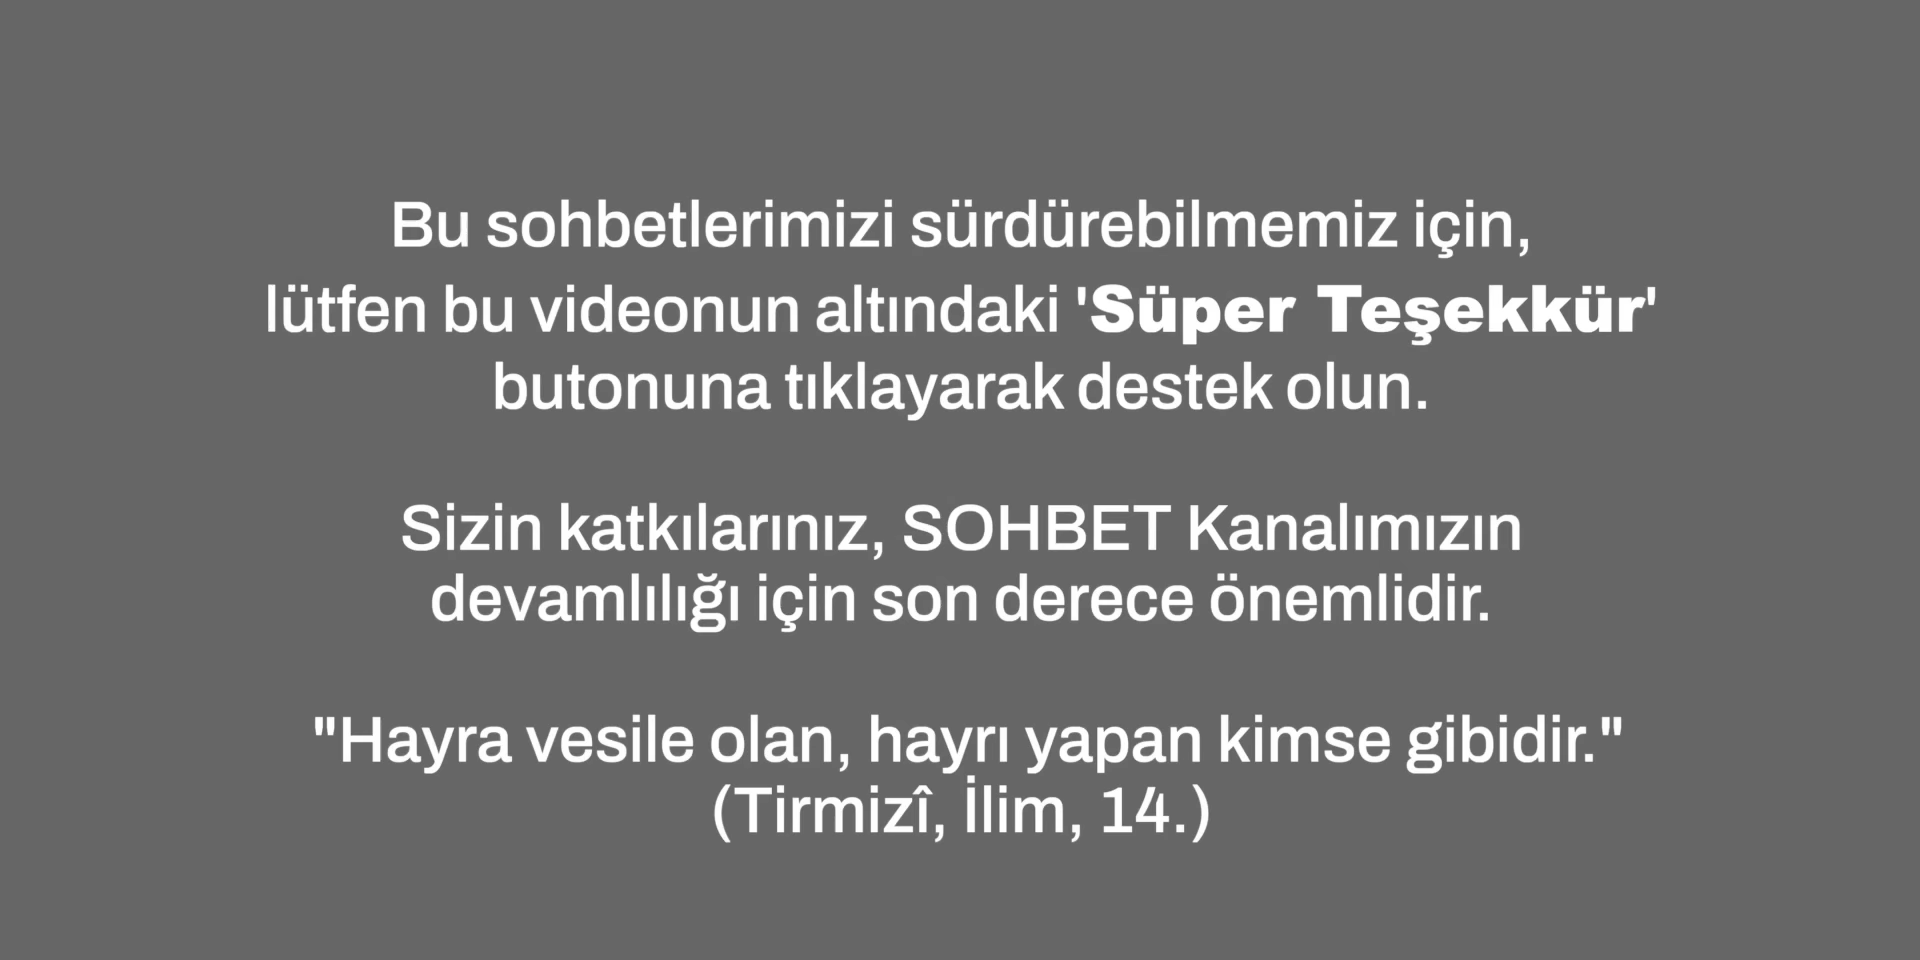 Bu sohbetlerimizi sürdürebilmemiz için,
lütfen bu videonun altındaki 'Süper Teşekkür'
butonuna tıklayarak destek olun.
Sizin katkılarınız, SOHBET Kanalımızın
devamlılığı için son derece önemlidir.
"Hayra vesile olan, hayrı yapan kimse gibidir."
(Tirmizî, İlim, 14.)